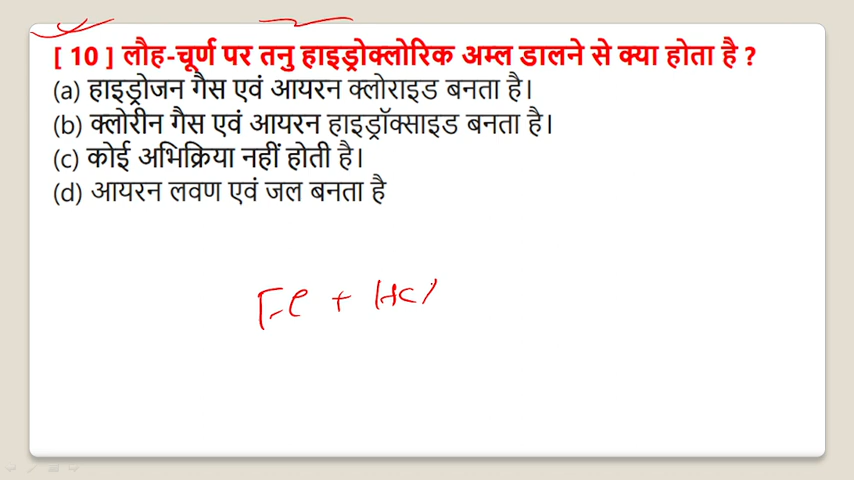 [ 10 ] लौह-चूर्ण पर तनु हाइड्रोक्लोरिक अम्ल डालने से क्या होता है ?
(a) हाइड्रोजन गैस एवं आयरन क्लोराइड बनता है।
(b) क्लोरीन गैस एवं आयरन हाइड्रॉक्साइड बनता है।
(c) कोई अभिक्रिया नहीं होती है।
(d) आयरन लवण एवं जल बनता है
Fe + HCl